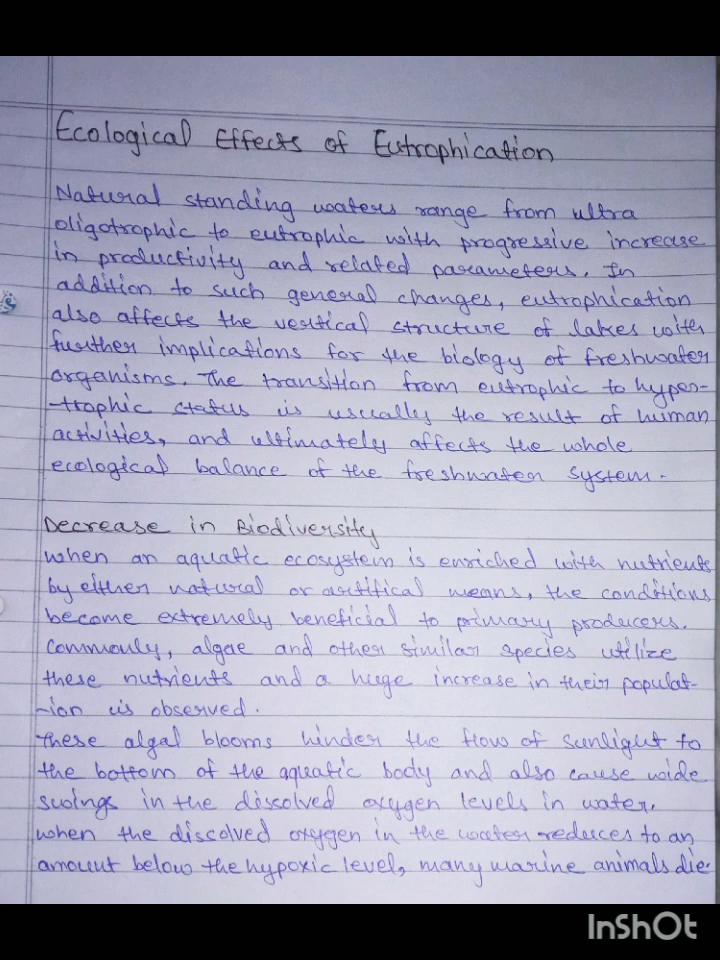 Ecological Effects of Eutrophication
Natural standing waters range from ultra
oligotrophic to eutrophic with progressive increase
in productivity and related parameters. In
addition to such general changes, eutrophication
also affects the vertical structure of lakes with
further implications for the biology of freshwater
organisms. The transition from eutrophic to hyper-
-trophic status is usually the result of human
activities, and ultimately affects the whole
ecological balance of the freshwater system.
Decrease in Biodiversity
When an aquatic ecosystem is enriched with nutrients
by either natural or artifical means, the conditions
become extremely beneficial to primary producers.
Commonly, algae and other similar species utilize
these nutrients and a huge increase in their populat-
-ion is observed.
These algal blooms hinder the flow of sunlight to
the bottom of the aquatic body and also cause wide
swings in the dissolved oxygen levels in water.
When the discolved oxygen in the water reduces to an
amount below the hypoxic level, many marine animals die.
InShOt